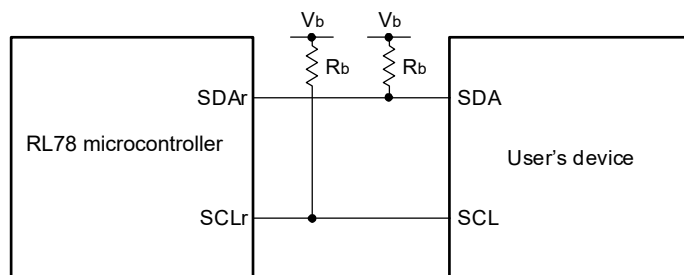 Vb Vb
Rb Rb
SDAr SDA
RL78 microcontroller
User’s device
SCLr SCL